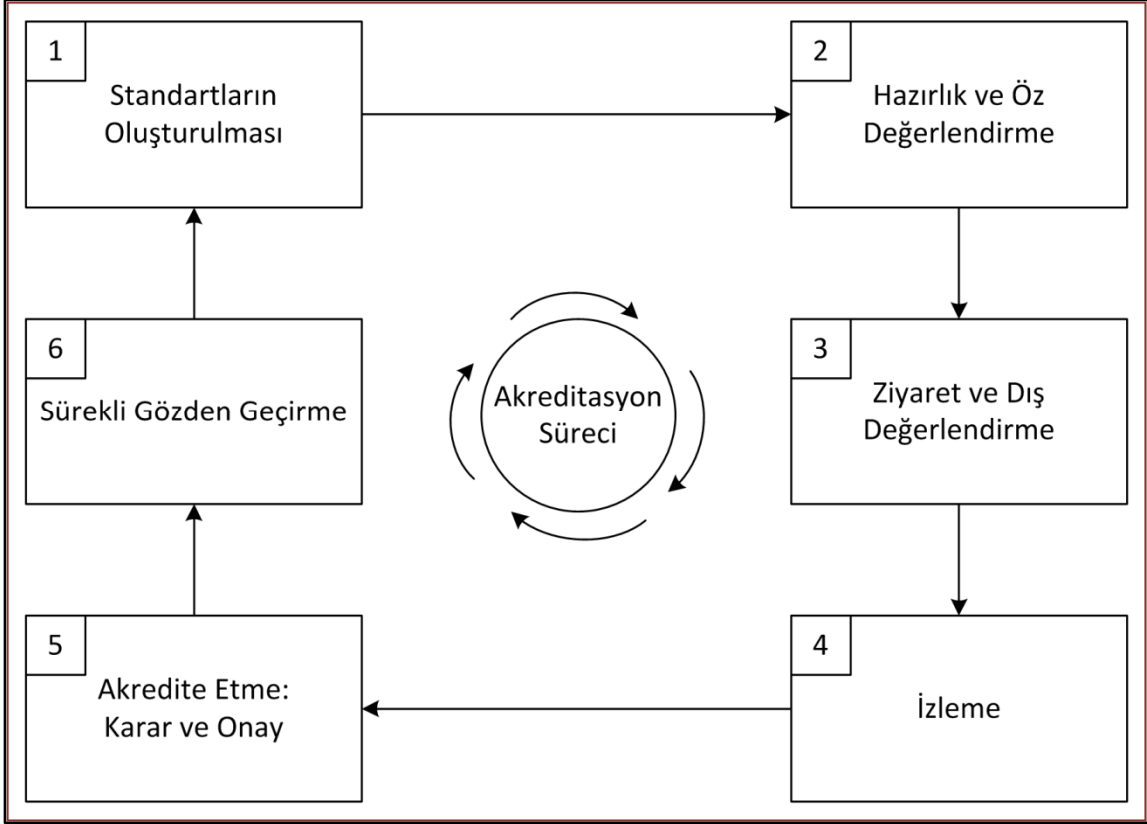 1
Standartların
Oluşturulması
2
Hazırlık ve Öz
Değerlendirme
6
Sürekli Gözden Geçirme
Akreditasyon
Süreci
3
Ziyaret ve Dış
Değerlendirme
5
Akredite Etme:
Karar ve Onay
4
İzleme